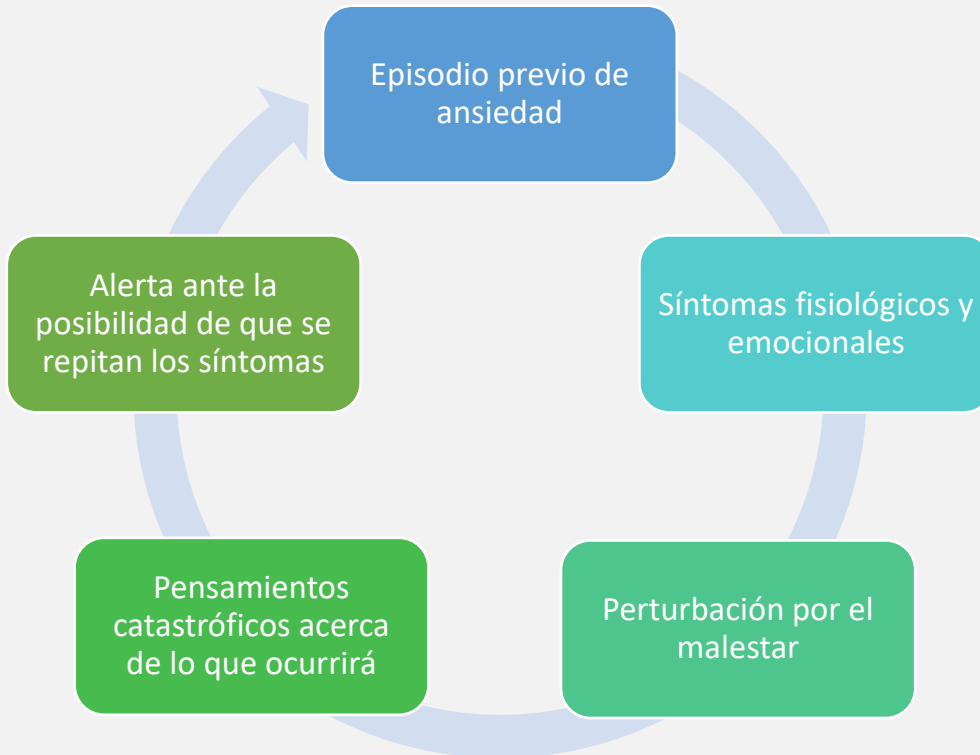 Episodio previo de
ansiedad
Síntomas fisiológicos y
emocionales
Perturbación por el
malestar
Pensamientos
catastróficos acerca
de lo que ocurrirá
Alerta ante la
posibilidad de que se
repitan los síntomas